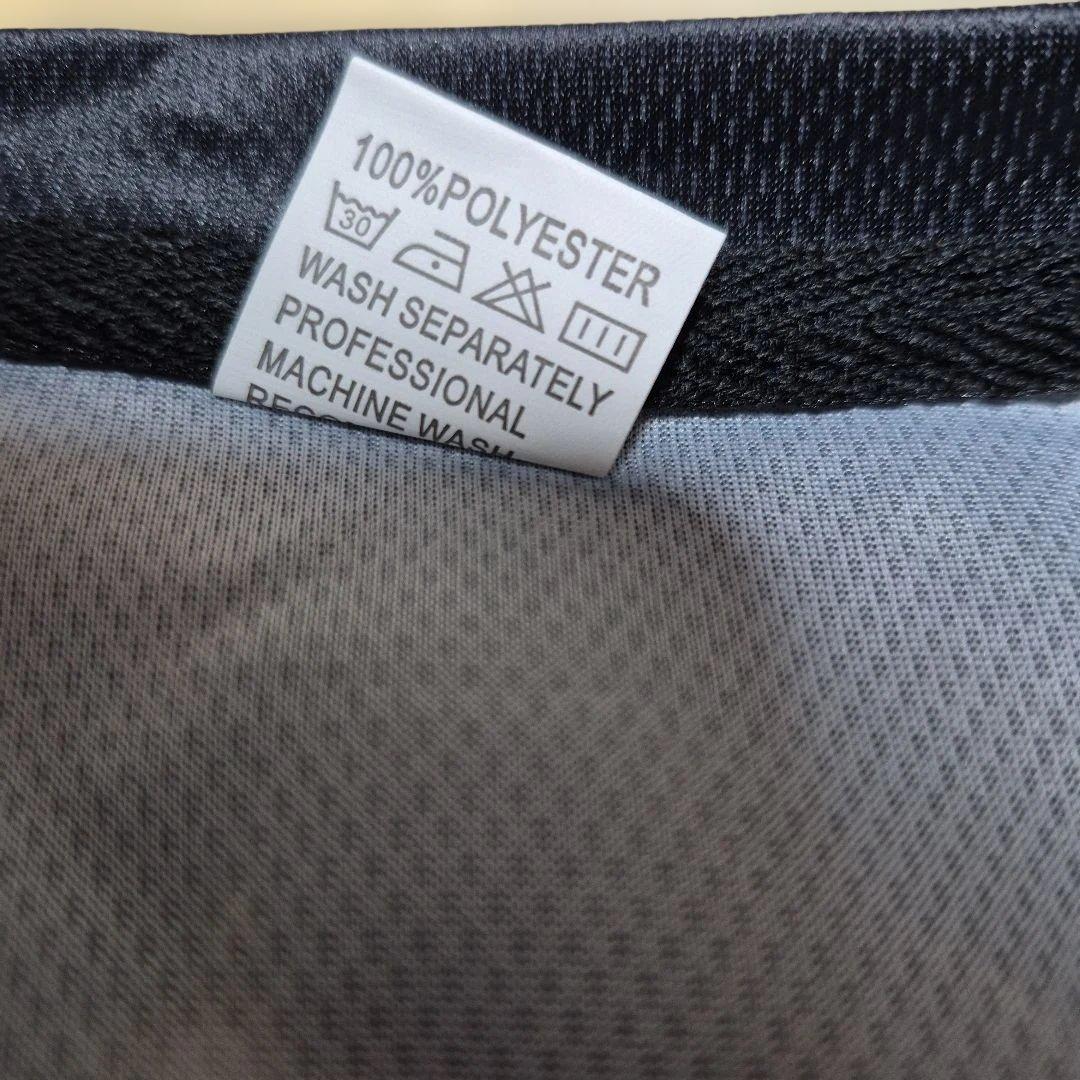 100%POLYESTER
30
WASH SEPARATELY
PROFESSIONAL
MACHINE WASH